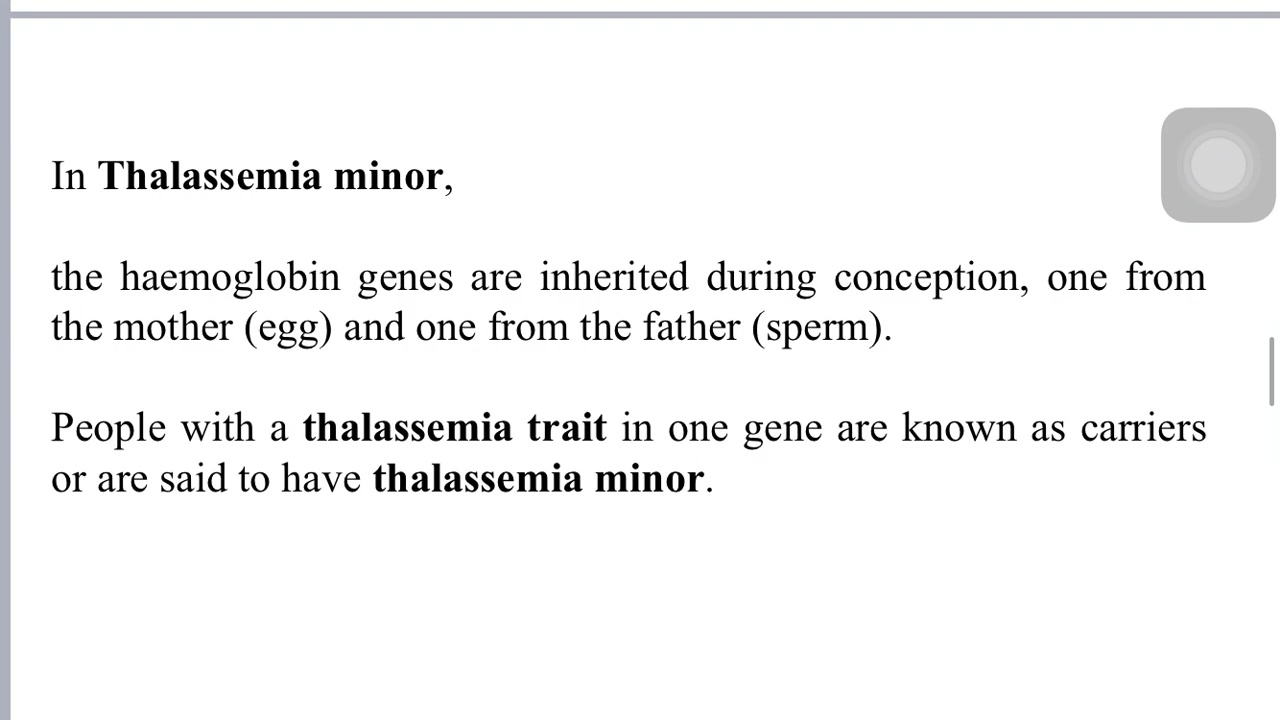 In Thalassemia minor,
the haemoglobin genes are inherited during conception, one from
the mother (egg) and one from the father (sperm).
People with a thalassemia trait in one gene are known as carriers
or are said to have thalassemia minor.